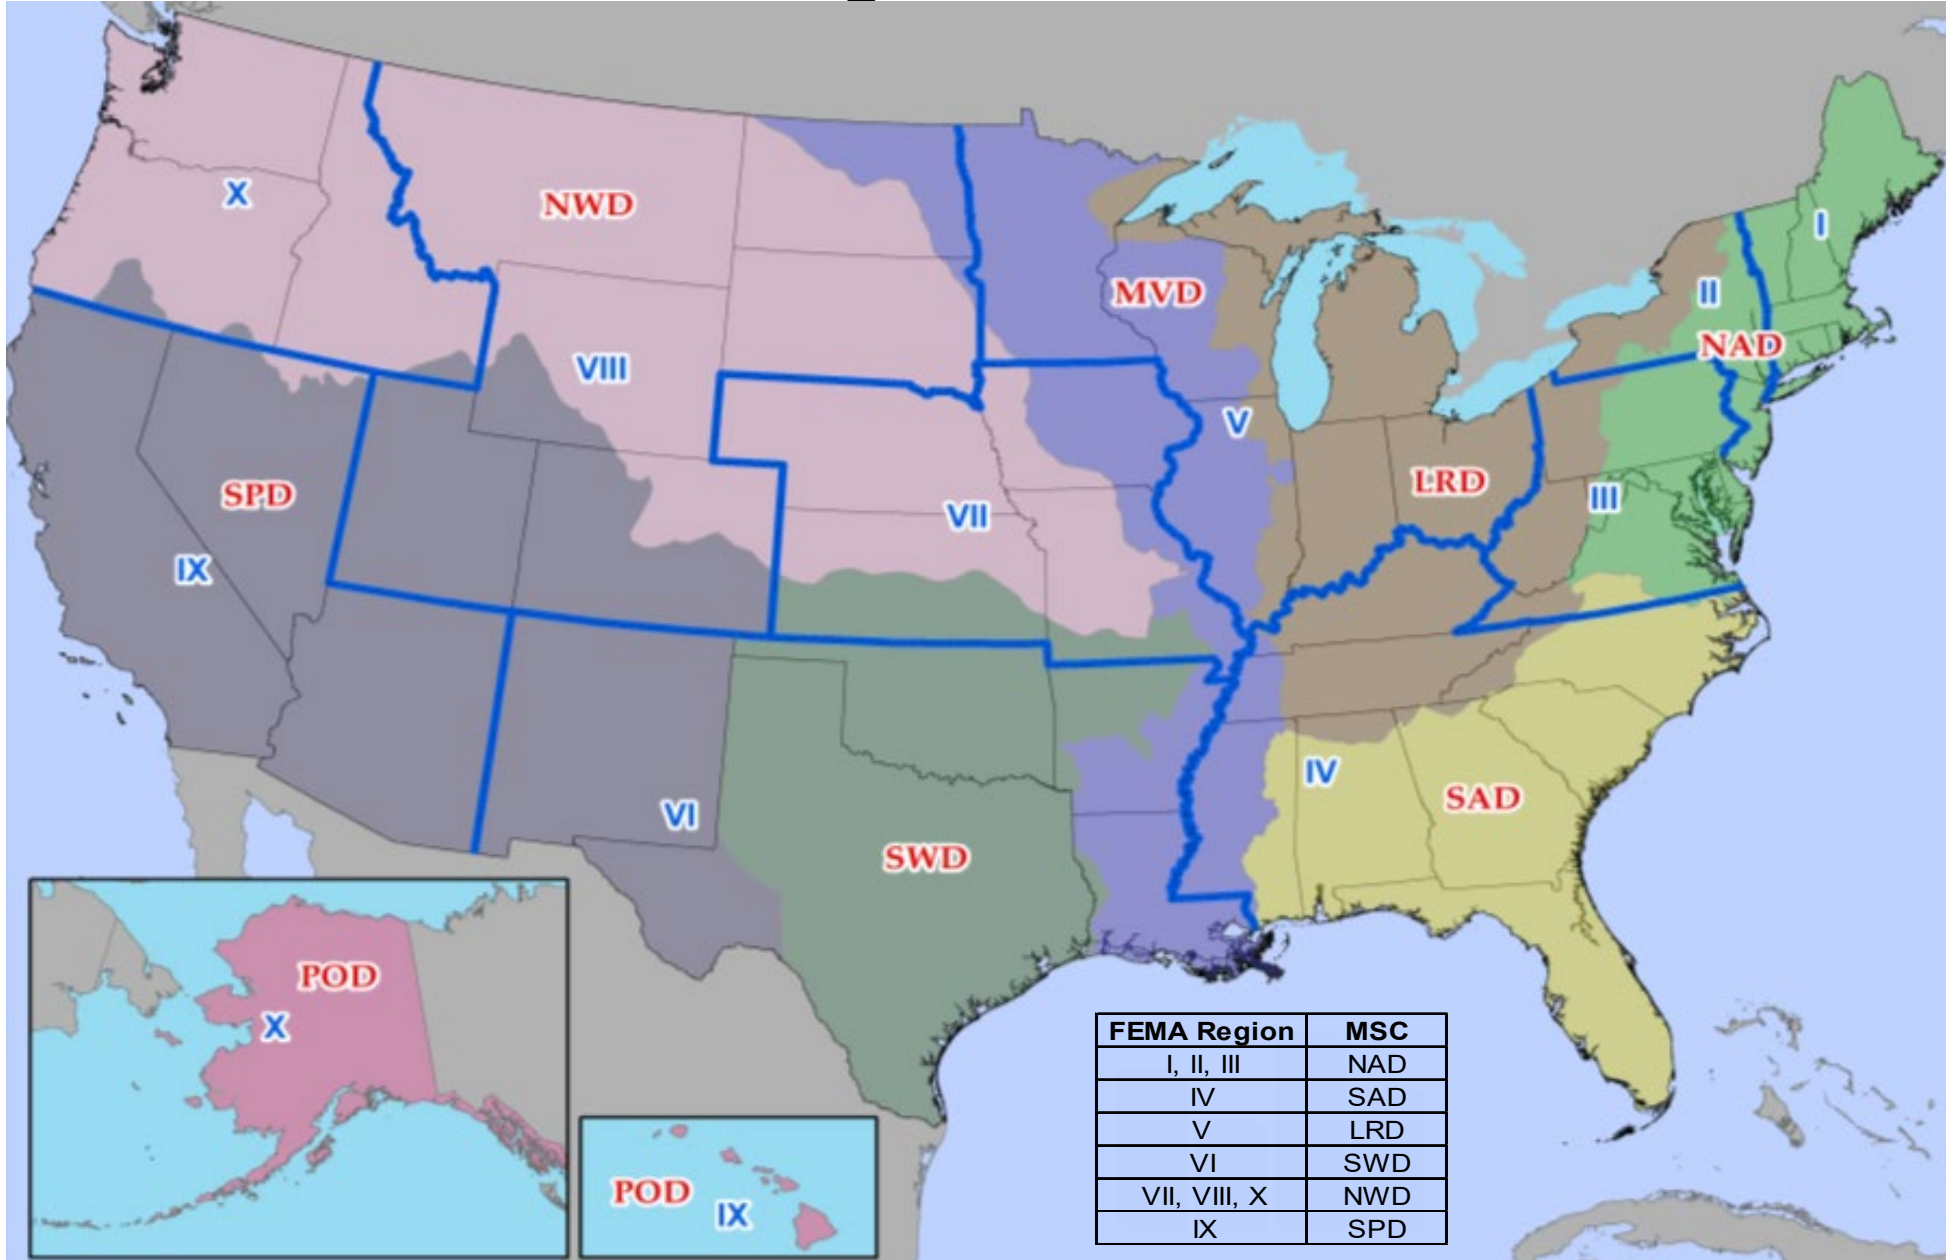 X
NWD
I
MVD
II
NAD
VIII
V
SPD
LRD
III
VII
IX
IV
VI
SAD
SWD
POD
X
POD
IX
FEMA Region MSC
I, II, III NAD
IV SAD
V LRD
VI SWD
VII, VIII, X NWD
IX SPD